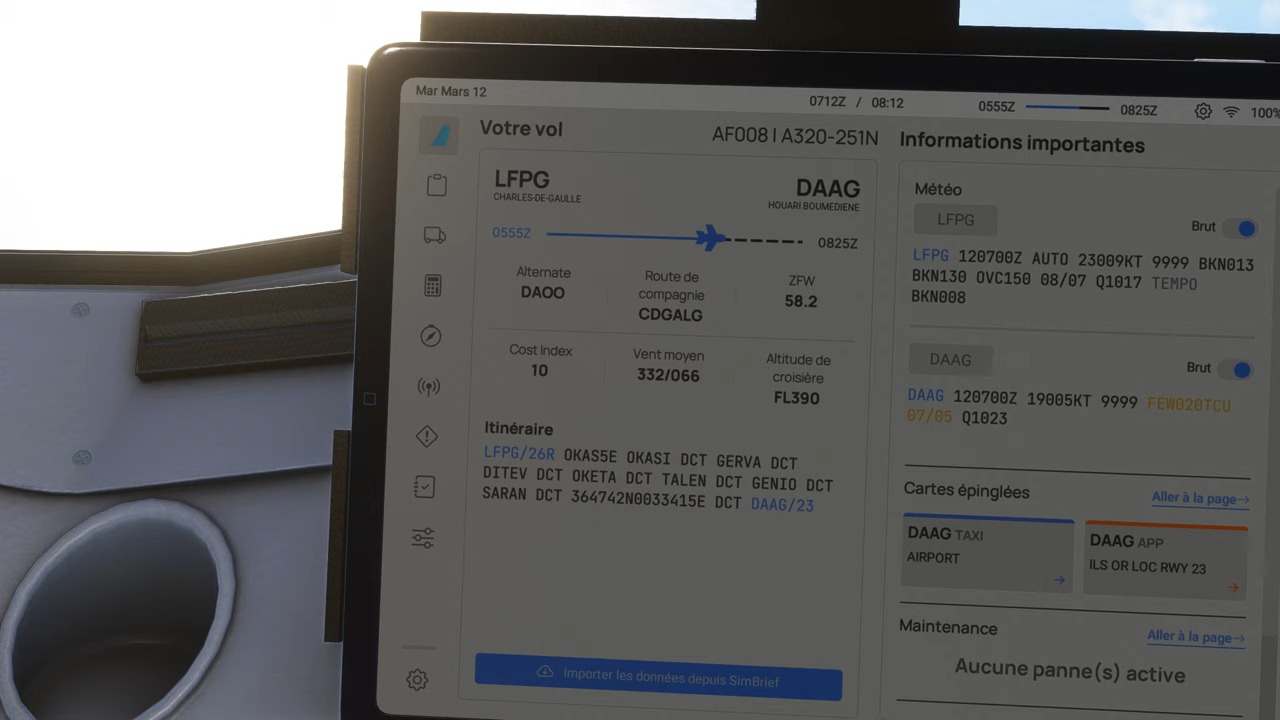 Mar Mars 12
0712Z / 08:12
0555Z 0825Z
100%
Votre vol
AF008 | A320-251N
LFPG
CHARLES-DE-GAULLE
DAAG
HOUARI BOUMEDIENE
0555Z
0825Z
Alternate
DAOO
Route de
compagnie
CDGALG
ZFW
58.2
Cost Index
10
Vent moyen
332/066
Altitude de
croisière
FL390
Itinéraire
LFPG/26R OKAS5E OKASI DCT GERVA DCT
DITEV DCT OKETA DCT TALEN DCT GENIO DCT
SARAN DCT 364742N0033415E DCT DAAG/23
Importer les données depuis SimBrief
Informations importantes
Météo
LFPG
Brut
LFPG 120700Z AUTO 23009KT 9999 BKN013
BKN130 OVC150 08/07 Q1017 TEMPO
BKN008
DAAG
Brut
DAAG 120700Z 19005KT 9999 FEW020TCU
07/05 Q1023
Cartes épinglées
Aller à la page→
DAAG TAXI
AIRPORT
→
DAAG APP
ILS OR LOC RWY 23
→
Maintenance
Aller à la page→
Aucune panne(s) active